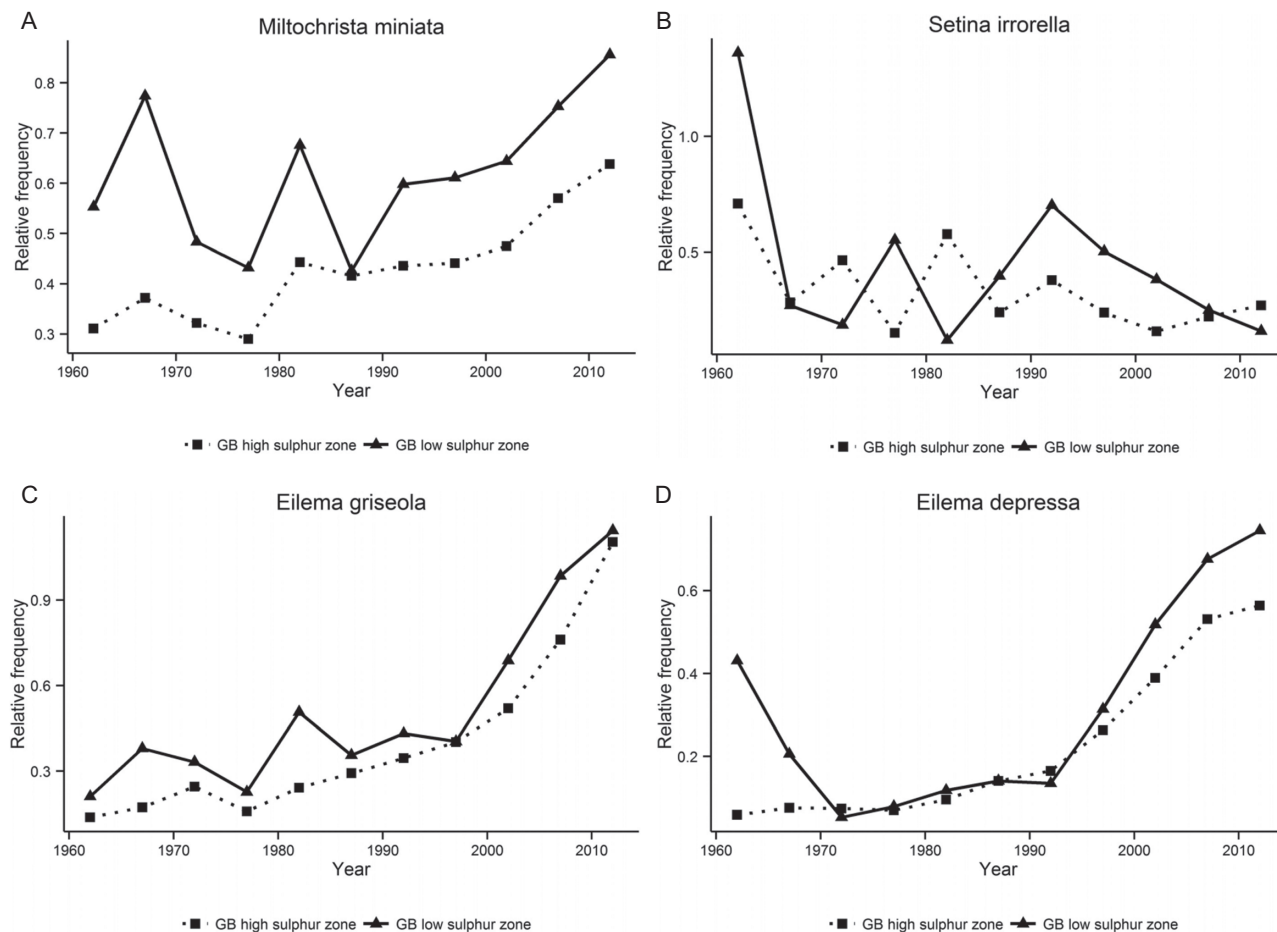 A
Miltochrista miniata
Relative frequency
0.8
0.7
0.6
0.5
0.4
0.3
1960 1970 1980 1990 2000 2010
Year
GB high sulphur zone GB low sulphur zone
B
Setina irrorella
Relative frequency
1.0
0.5
1960 1970 1980 1990 2000 2010
Year
GB high sulphur zone GB low sulphur zone
C
Eilema griseola
Relative frequency
0.9
0.6
0.3
1960 1970 1980 1990 2000 2010
Year
GB high sulphur zone GB low sulphur zone
D
Eilema depressa
Relative frequency
0.6
0.4
0.2
1960 1970 1980 1990 2000 2010
Year
GB high sulphur zone GB low sulphur zone